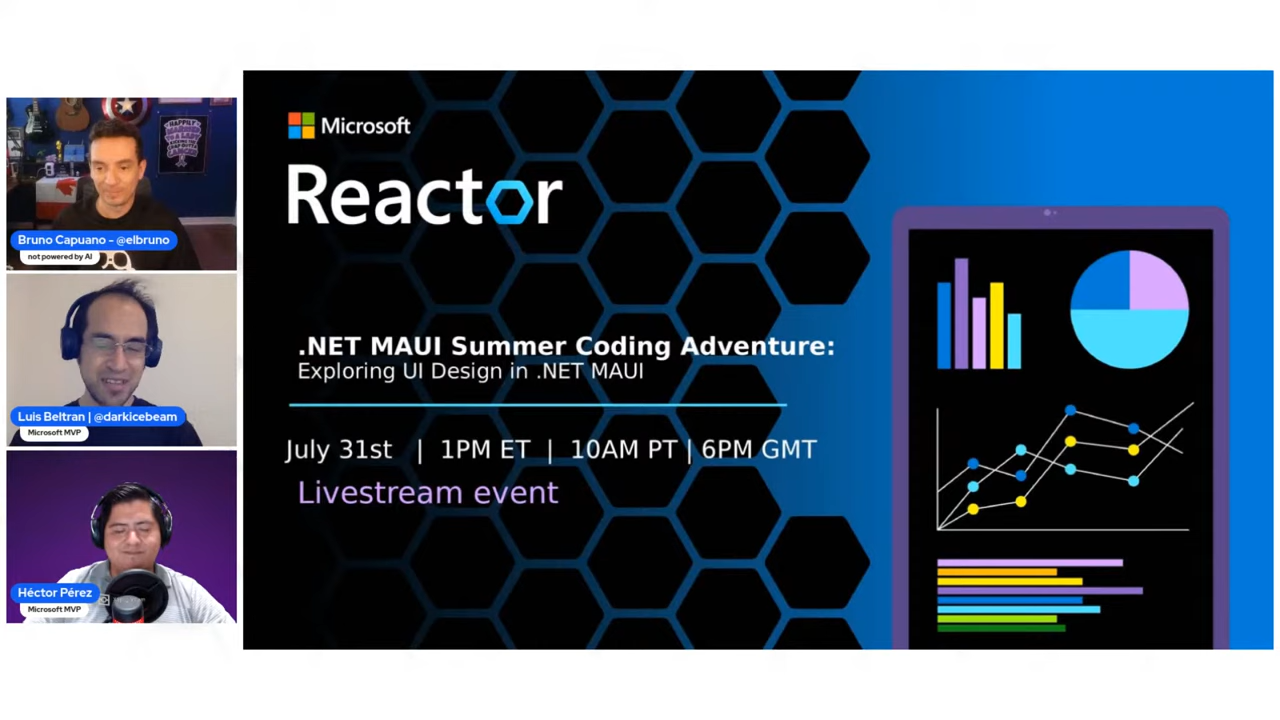 HAPPILY
CANCER
Bruno Capuano - @elbruno
not powered by AI
Luis Beltran | @darkicebeam
Microsoft MVP
Héctor Pérez
Microsoft MVP
Microsoft
Reactor
.NET MAUI Summer Coding Adventure:
Exploring UI Design in .NET MAUI
July 31st | 1PM ET | 10AM PT | 6PM GMT
Livestream event